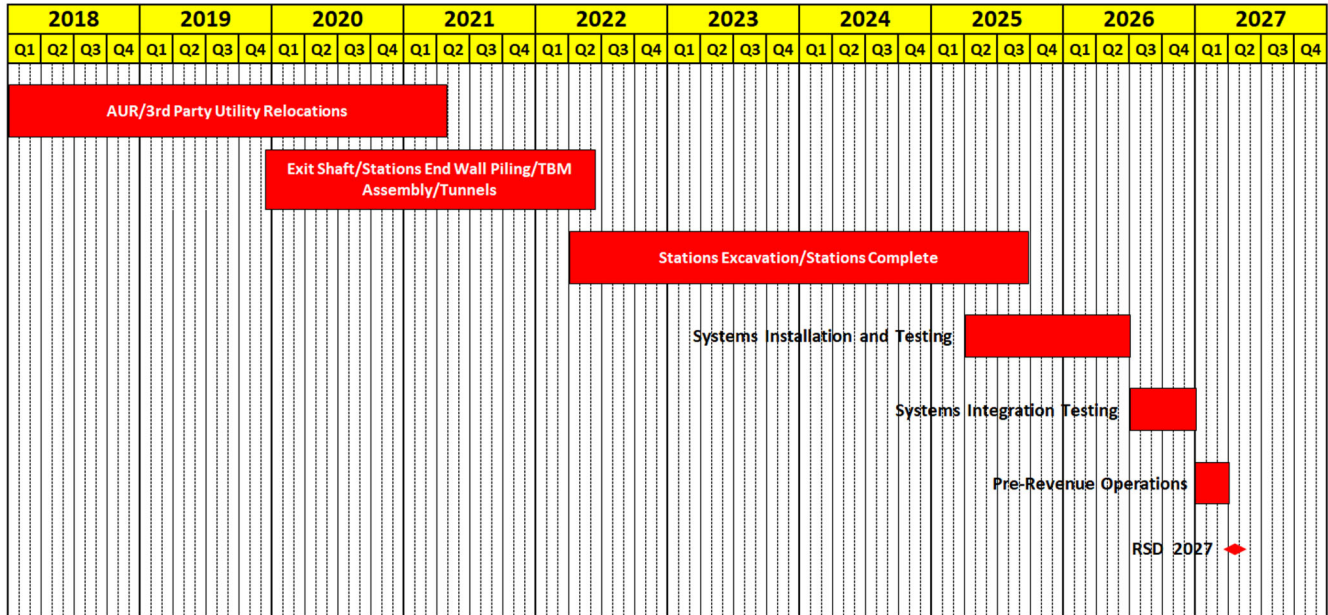 2018 2019 2020 2021 2022 2023 2024 2025 2026 2027
Q1 Q2 Q3 Q4 Q1 Q2 Q3 Q4 Q1 Q2 Q3 Q4 Q1 Q2 Q3 Q4 Q1 Q2 Q3 Q4 Q1 Q2 Q3 Q4 Q1 Q2 Q3 Q4 Q1 Q2 Q3 Q4 Q1 Q2 Q3 Q4 Q1 Q2 Q3 Q4
AUR/3rd Party Utility Relocations
Exit Shaft/Stations End Wall Piling/TBM
Assembly/Tunnels
Stations Excavation/Stations Complete
Systems Installation and Testing
Systems Integration Testing
Pre-Revenue Operations
RSD 2027